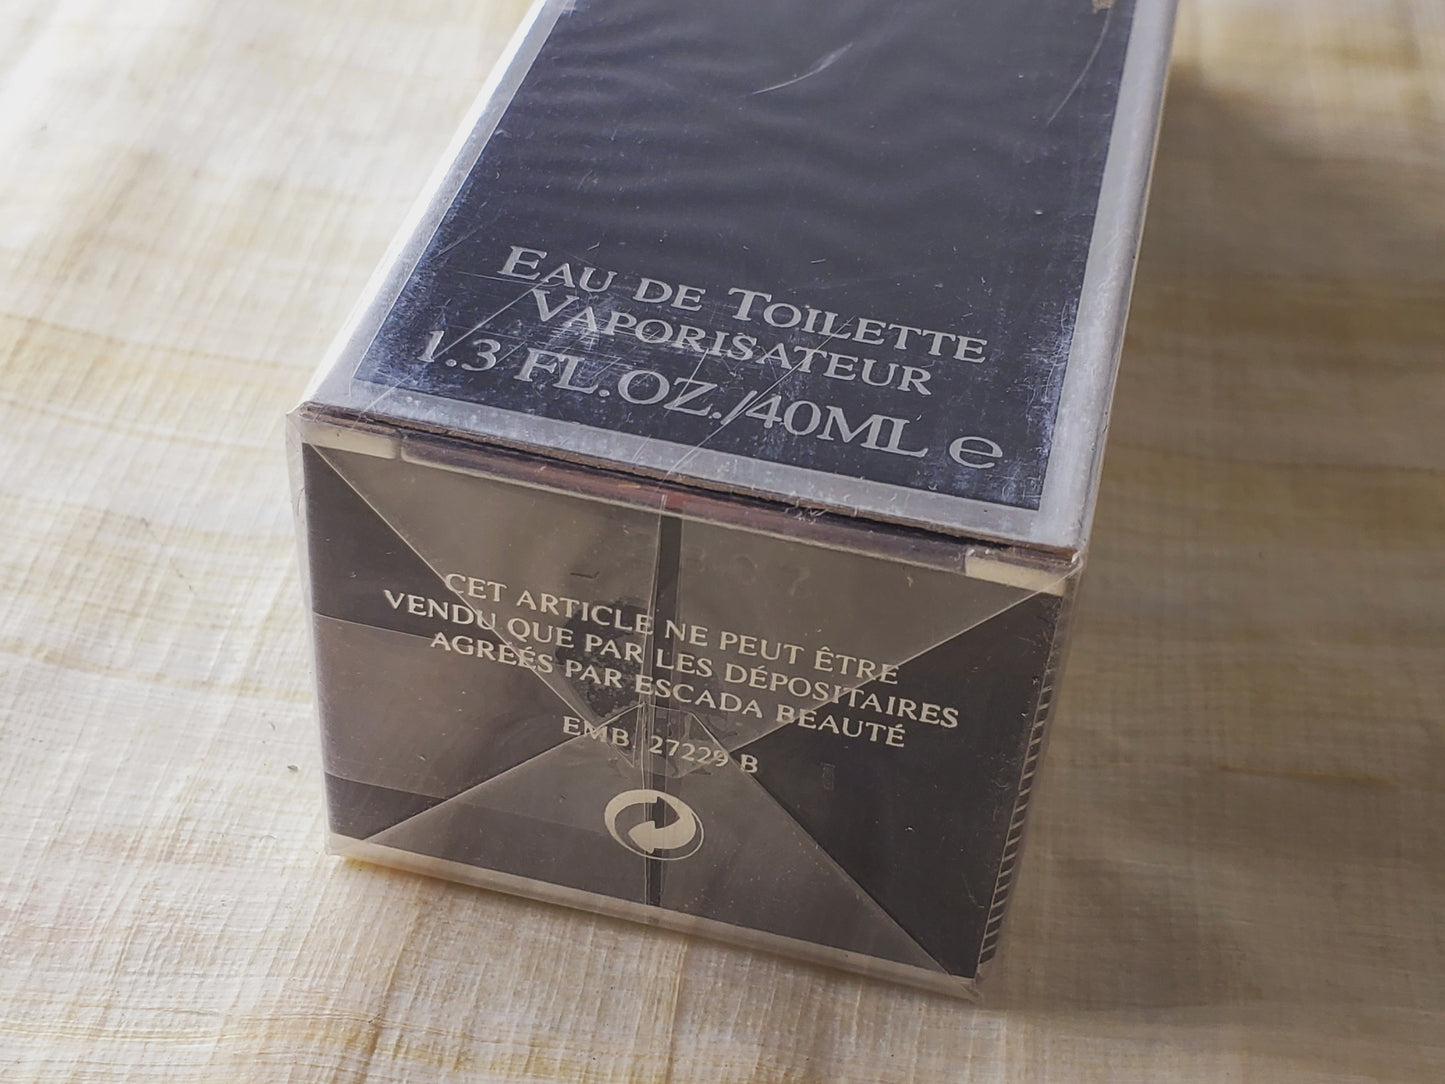 EAU DE TOILETTE
VAPORISATEUR
1.3 FL.OZ./40ML ℮
CET ARTICLE NE PEUT ÊTRE
VENDU QUE PAR LES DÉPOSITAIRES
AGRÉÉS PAR ESCADA BEAUTÉ
EMB. 27229 B